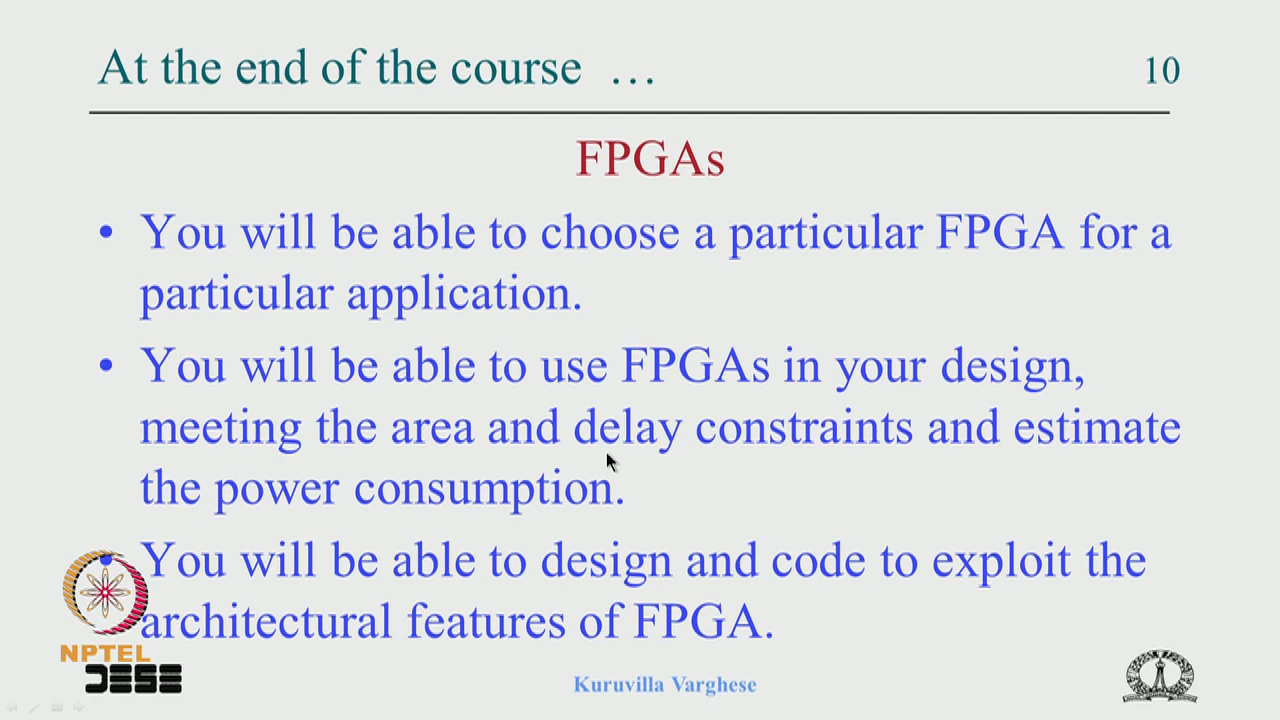 At the end of the course ...
10
FPGAs
• You will be able to choose a particular FPGA for a
particular application.
• You will be able to use FPGAs in your design,
meeting the area and delay constraints and estimate
the power consumption.
You will be able to design and code to exploit the
architectural features of FPGA.
NPTEL
DESE
Kuruvilla Varghese